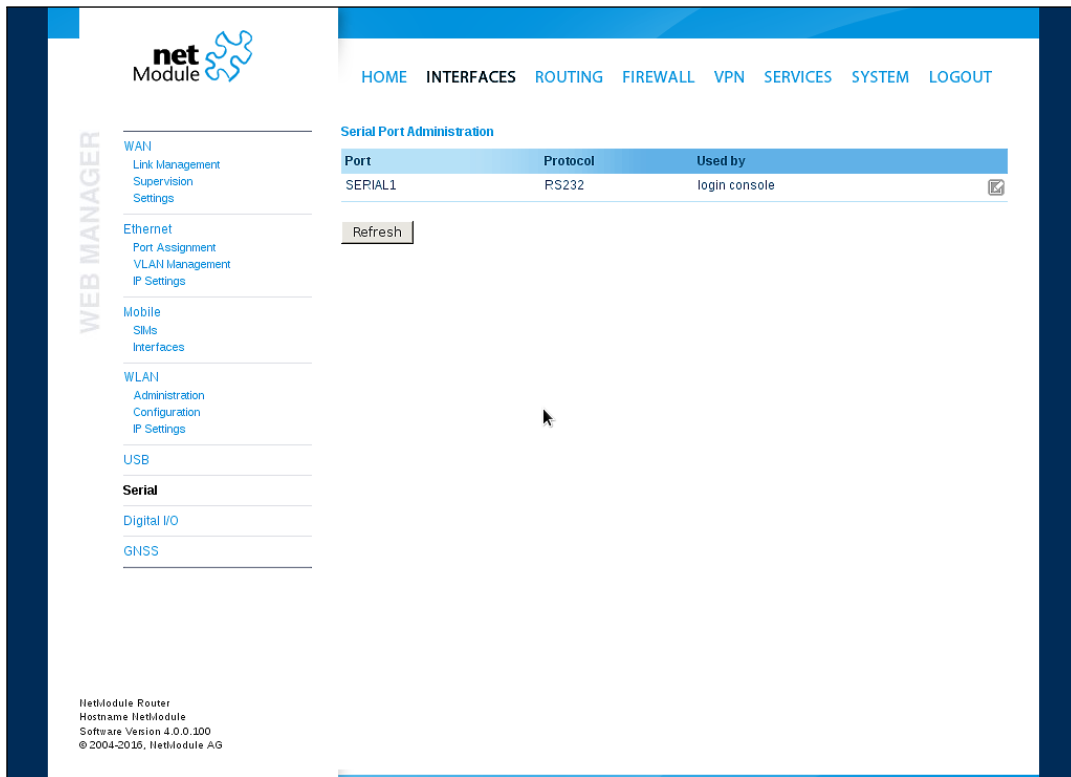 net
Module
HOME INTERFACES ROUTING FIREWALL VPN SERVICES SYSTEM LOGOUT
WEB MANAGER
WAN
Link Management
Supervision
Settings
Ethernet
Port Assignment
VLAN Management
IP Settings
Mobile
SIMs
Interfaces
WLAN
Administration
Configuration
IP Settings
USB
Serial
Digital I/O
GNSS
Serial Port Administration
Port Protocol Used by
SERIAL1 RS232 login console
Refresh
NetModule Router
Hostname NetModule
Software Version 4.0.0.100
© 2004-2016, NetModule AG